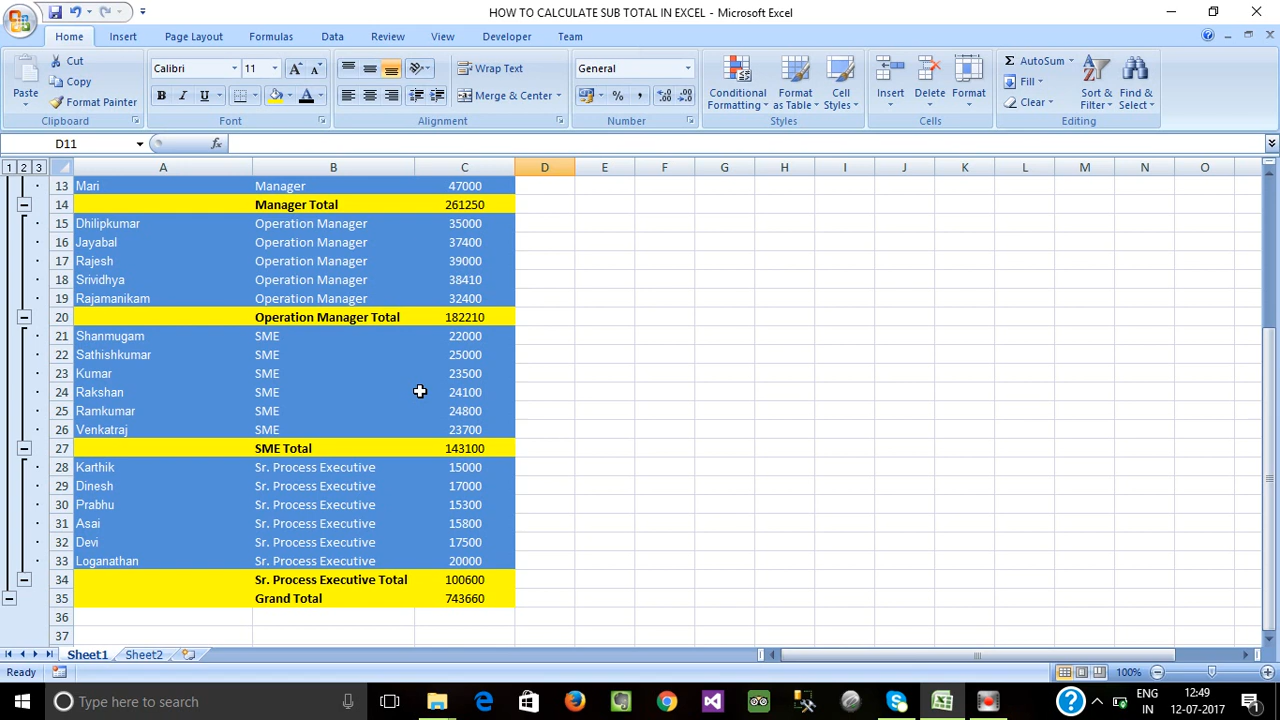 HOW TO CALCULATE SUB TOTAL IN EXCEL - Microsoft Excel
Home Insert Page Layout Formulas Data Review View Developer Team
Paste Cut Copy Format Painter Clipboard
Calibri 11 A A B I U A Font
Wrap Text Merge & Center Alignment
General % , Number
Conditional Formatting Format as Table Cell Styles Styles
Insert Delete Format Cells
Σ AutoSum Fill Clear Sort & Filter Find & Select Editing
D11 fx
1 2 3 A B C D E F G H I J K L M N O
13 Mari Manager 47000
14 Manager Total 261250
15 Dhilipkumar Operation Manager 35000
16 Jayabal Operation Manager 37400
17 Rajesh Operation Manager 39000
18 Srividhya Operation Manager 38410
19 Rajamanikam Operation Manager 32400
20 Operation Manager Total 182210
21 Shanmugam SME 22000
22 Sathishkumar SME 25000
23 Kumar SME 23500
24 Rakshan SME 24100
25 Ramkumar SME 24800
26 Venkatraj SME 23700
27 SME Total 143100
28 Karthik Sr. Process Executive 15000
29 Dinesh Sr. Process Executive 17000
30 Prabhu Sr. Process Executive 15300
31 Asai Sr. Process Executive 15800
32 Devi Sr. Process Executive 17500
33 Loganathan Sr. Process Executive 20000
34 Sr. Process Executive Total 100600
35 Grand Total 743660
36
37
Sheet1 Sheet2
Ready 100%
Type here to search ENG IN 12:49 12-07-2017 1